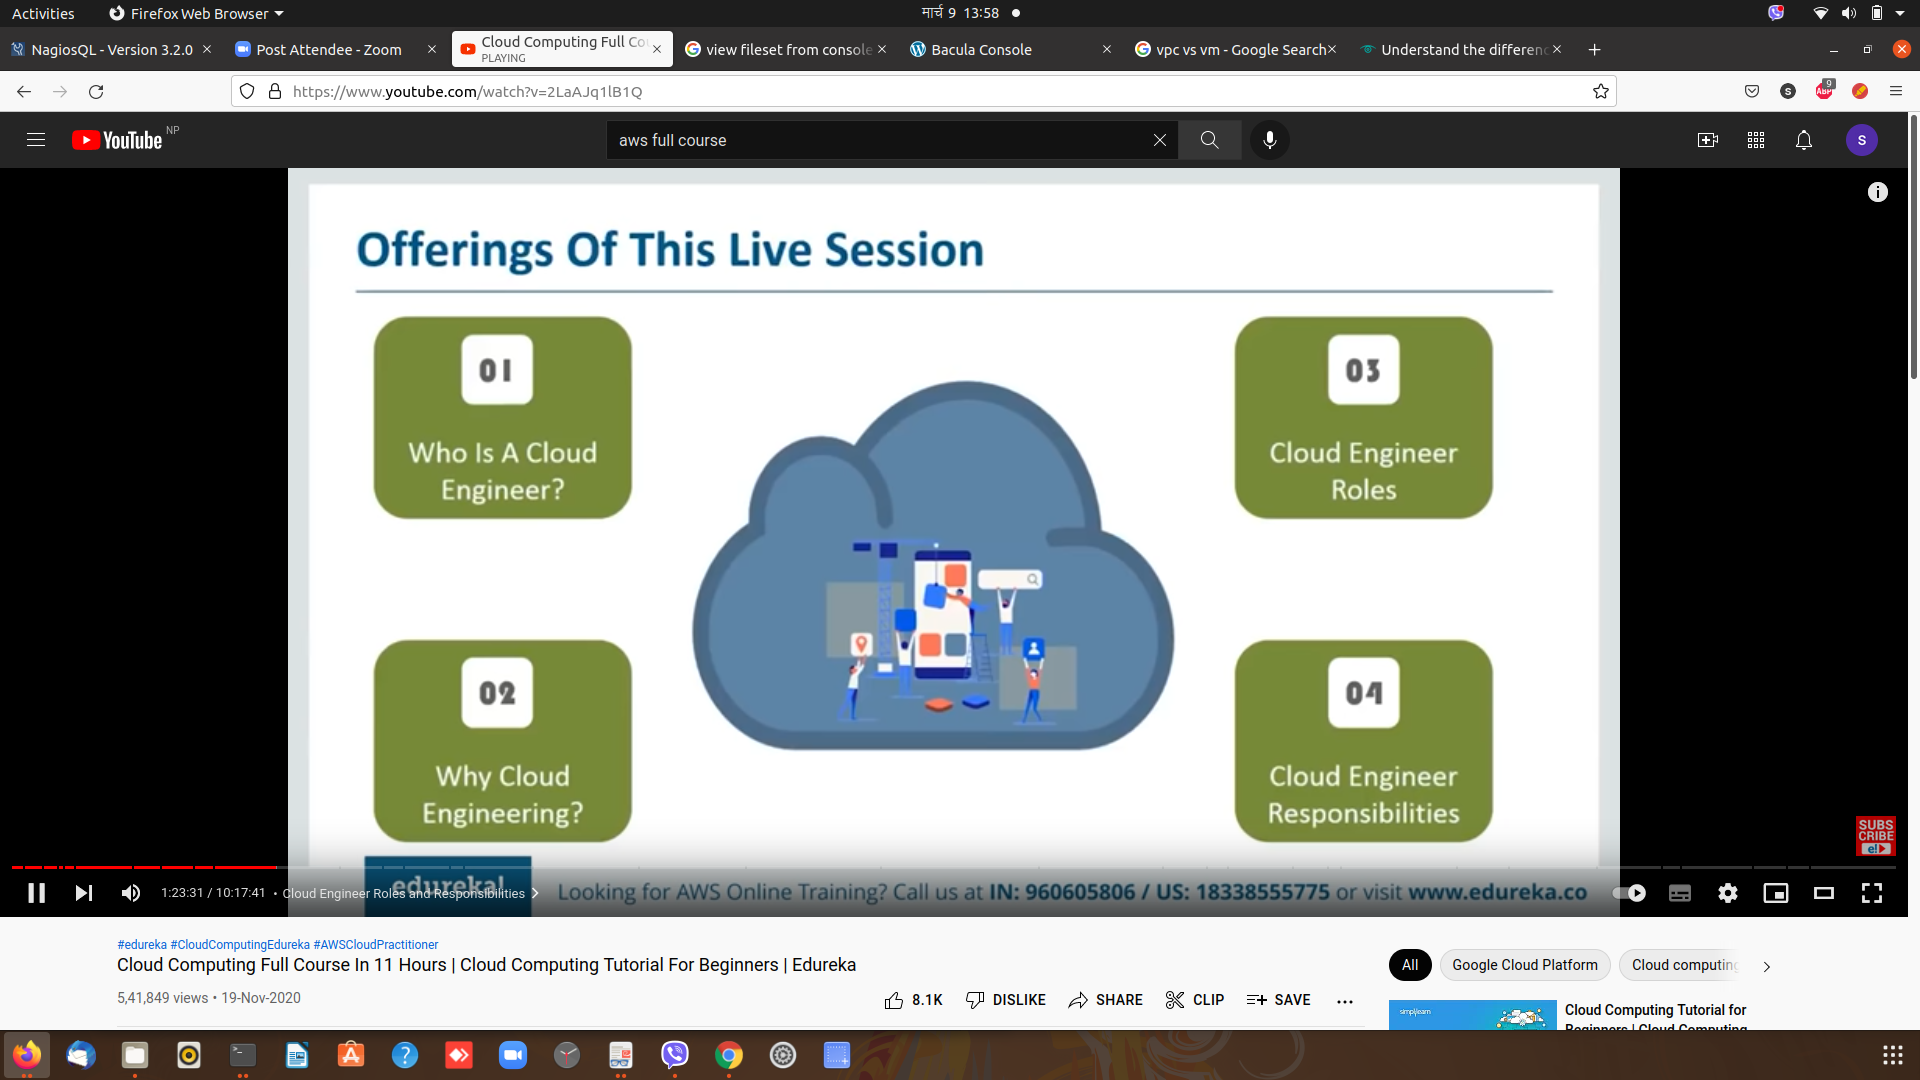 Activities
Firefox Web Browser
मार्च 9 13:58
NagiosQL - Version 3.2.0
Post Attendee - Zoom
Cloud Computing Full Co
PLAYING
view fileset from console
Bacula Console
vpc vs vm - Google Search
Understand the differenc
https://www.youtube.com/watch?v=2LaAJq1lB1Q
S
ABP
9
YouTube NP
aws full course
S
Offerings Of This Live Session
01
Who Is A Cloud
Engineer?
03
Cloud Engineer
Roles
02
Why Cloud
Engineering?
04
Cloud Engineer
Responsibilities
SUBS
CRIBE
e!
edureka!
1:23:31 / 10:17:41 • Cloud Engineer Roles and Responsibilities
Looking for AWS Online Training? Call us at IN: 960605806 / US: 18338555775 or visit www.edureka.co
#edureka #CloudComputingEdureka #AWSCloudPractitioner
Cloud Computing Full Course In 11 Hours | Cloud Computing Tutorial For Beginners | Edureka
5,41,849 views • 19-Nov-2020
8.1K
DISLIKE
SHARE
CLIP
SAVE
All
Google Cloud Platform
Cloud computing
simplilearn
Cloud Computing Tutorial for
Beginners | Cloud Computing